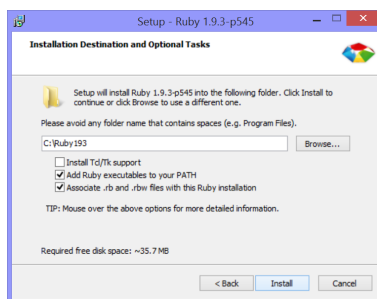 Setup - Ruby 1.9.3-p545
Installation Destination and Optional Tasks
Setup will install Ruby 1.9.3-p545 into the following folder. Click Install to
continue or click Browse to use a different one.
Please avoid any folder name that contains spaces (e.g. Program Files).
C:\Ruby193
Browse...
Install Tcl/Tk support
Add Ruby executables to your PATH
Associate .rb and .rbw files with this Ruby installation
TIP: Mouse over the above options for more detailed information.
Required free disk space: ~35.7 MB
< Back
Install
Cancel